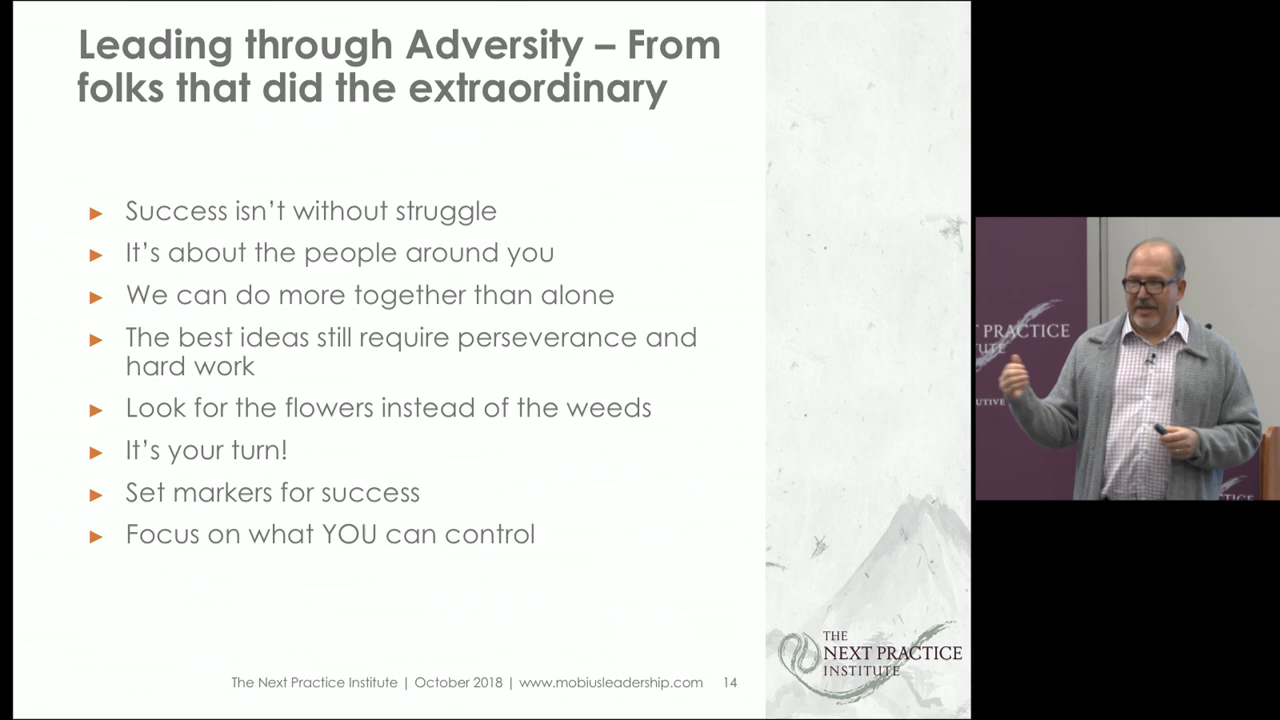 Leading through Adversity – From
folks that did the extraordinary
► Success isn't without struggle
► It's about the people around you
► We can do more together than alone
► The best ideas still require perseverance and
hard work
► Look for the flowers instead of the weeds
► It's your turn!
► Set markers for success
► Focus on what YOU can control
The Next Practice Institute | October 2018 | www.mobiusleadership.com 14
THE
NEXT PRACTICE
INSTITUTE
PRACTICE